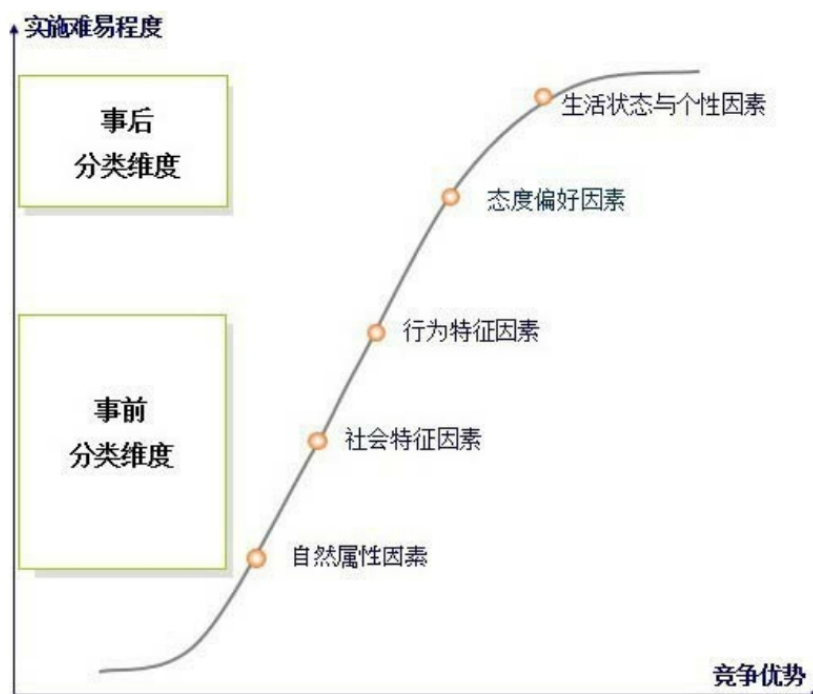 实施难易程度
事后
分类维度
生活状态与个性因素
态度偏好因素
行为特征因素
事前
分类维度
社会特征因素
自然属性因素
竞争优势